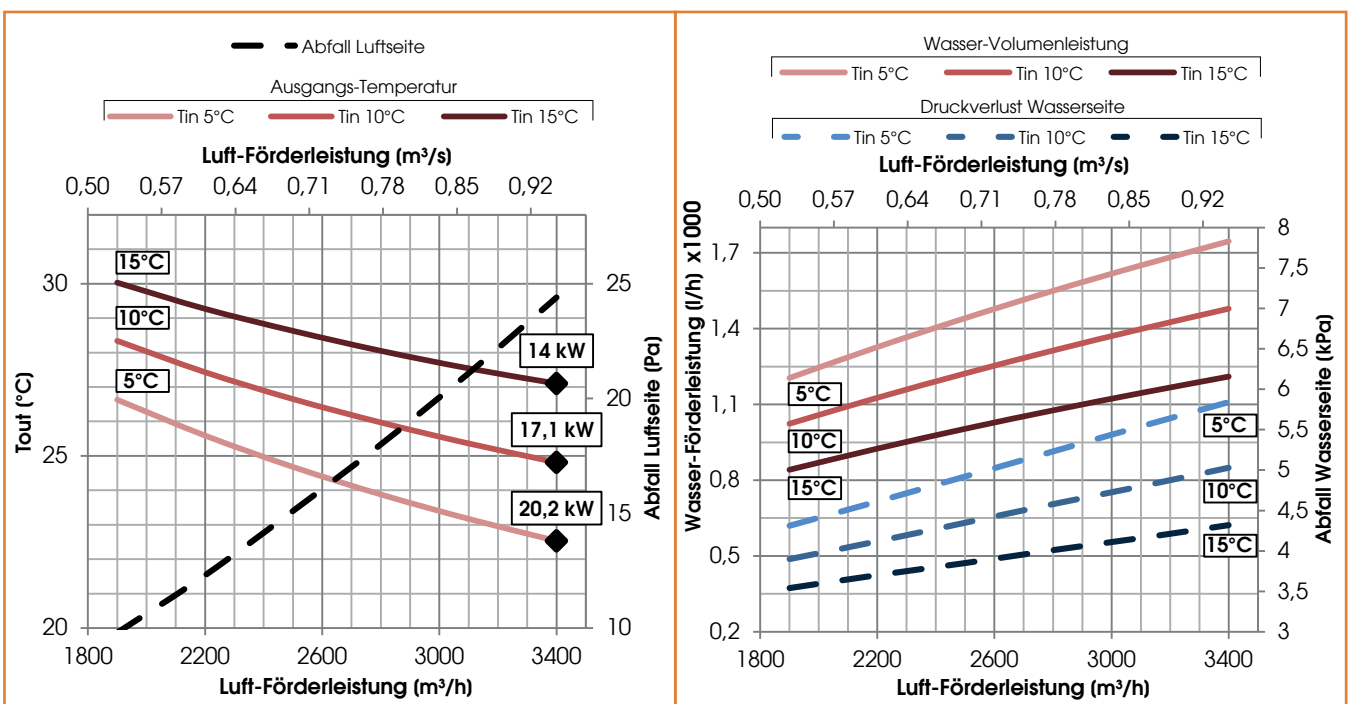 Abfall Luftseite
Ausgangs-Temperatur
Tin 5°C Tin 10°C Tin 15°C
Luft-Förderleistung (m³/s)
0,50 0,57 0,64 0,71 0,78 0,85 0,92
Tout (°C)
30
25
20
15°C
10°C
5°C
14 kW
17,1 kW
20,2 kW
25
20
15
10
Abfall Luftseite (Pa)
1800 2200 2600 3000 3400
Luft-Förderleistung (m³/h)
Wasser-Volumenleistung
Tin 5°C Tin 10°C Tin 15°C
Druckverlust Wasserseite
Tin 5°C Tin 10°C Tin 15°C
Luft-Förderleistung (m³/s)
0,50 0,57 0,64 0,71 0,78 0,85 0,92
Wasser-Förderleistung (l/h) x1000
1,7
1,4
1,1
0,8
0,5
0,2
5°C
10°C
15°C
5°C
10°C
15°C
8
7,5
7
6,5
6
5,5
5
4,5
4
3,5
3
Abfall Wasserseite (kPa)
1800 2200 2600 3000 3400
Luft-Förderleistung (m³/h)